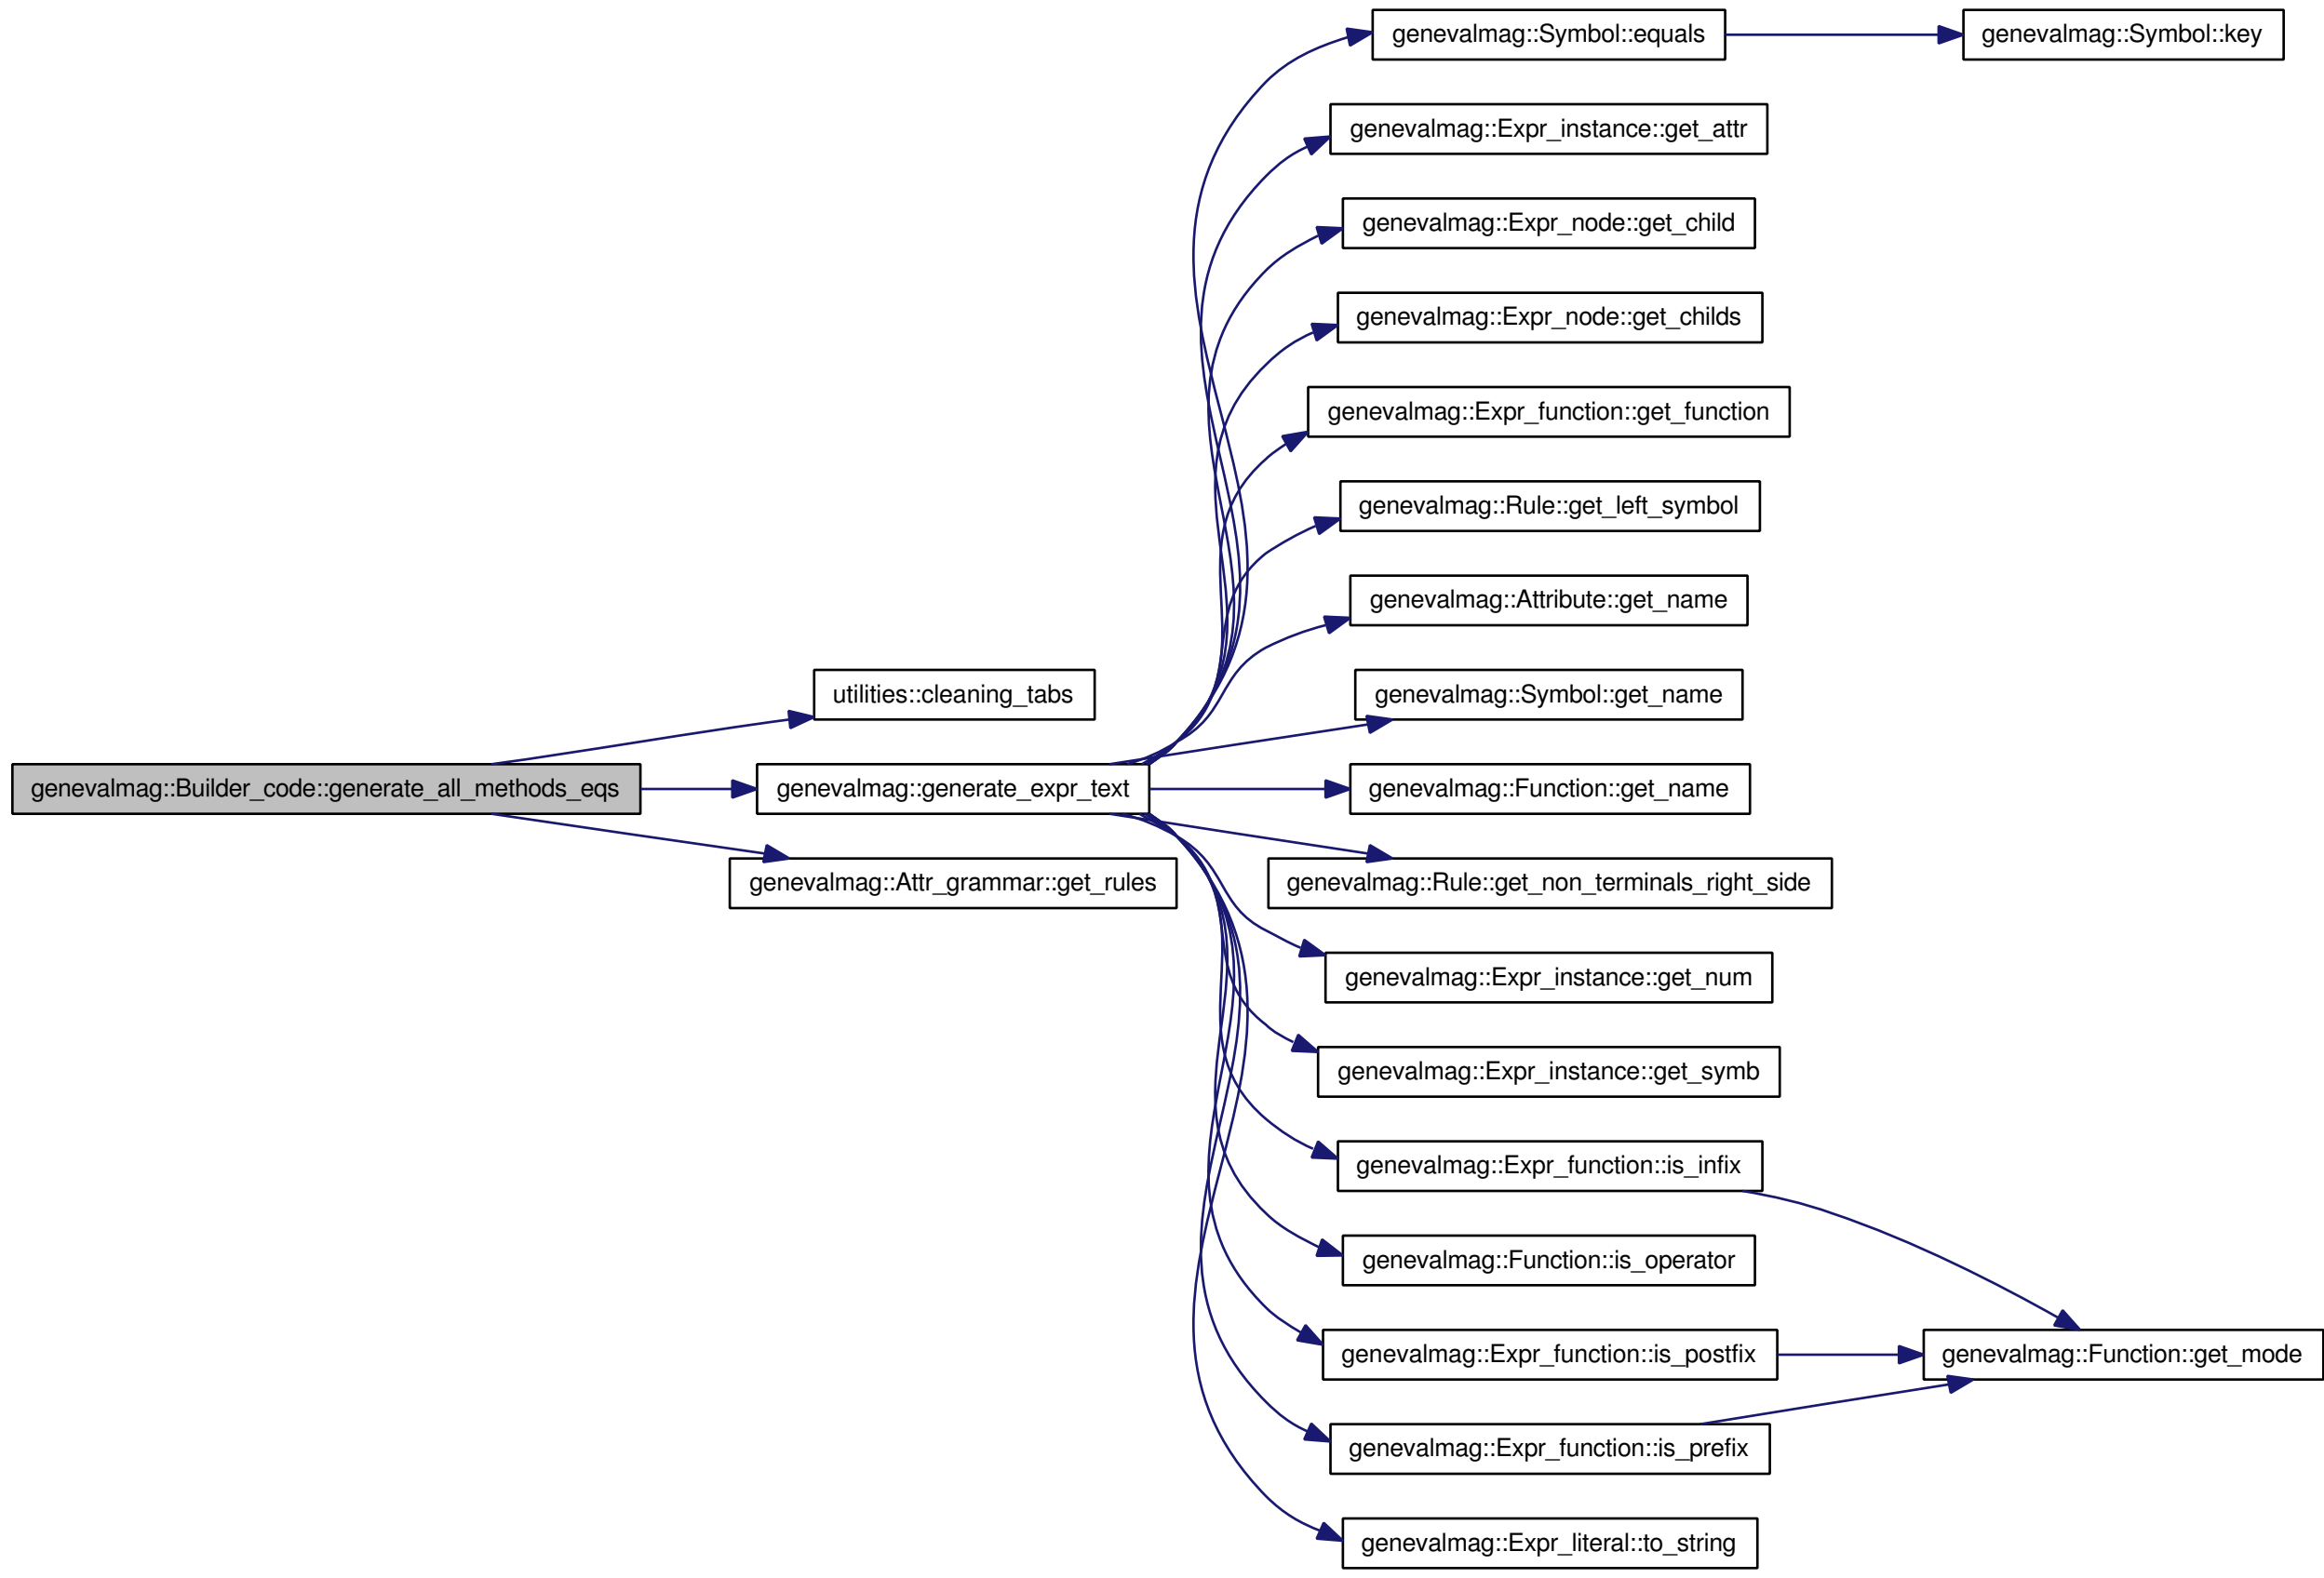 genevalmag::Symbol::equals
genevalmag::Symbol::key
genevalmag::Expr_instance::get_attr
genevalmag::Expr_node::get_child
genevalmag::Expr_node::get_childs
genevalmag::Expr_function::get_function
genevalmag::Rule::get_left_symbol
genevalmag::Attribute::get_name
utilities::cleaning_tabs
genevalmag::Symbol::get_name
genevalmag::Builder_code::generate_all_methods_eqs
genevalmag::generate_expr_text
genevalmag::Function::get_name
genevalmag::Attr_grammar::get_rules
genevalmag::Rule::get_non_terminals_right_side
genevalmag::Expr_instance::get_num
genevalmag::Expr_instance::get_symb
genevalmag::Expr_function::is_infix
genevalmag::Function::is_operator
genevalmag::Expr_function::is_postfix
genevalmag::Function::get_mode
genevalmag::Expr_function::is_prefix
genevalmag::Expr_literal::to_string